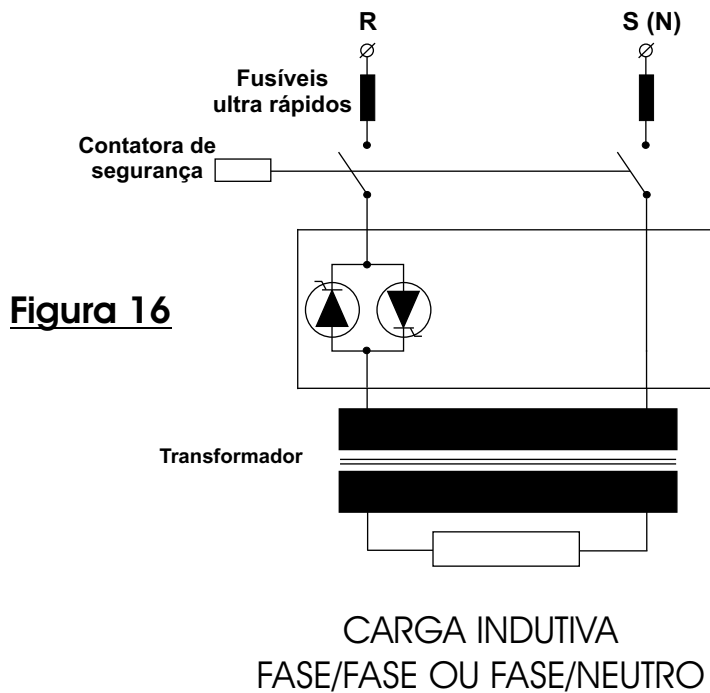 R
S (N)
Fusíveis
ultra rápidos
Contatora de
segurança
Figura 16
Transformador
CARGA INDUTIVA
FASE/FASE OU FASE/NEUTRO